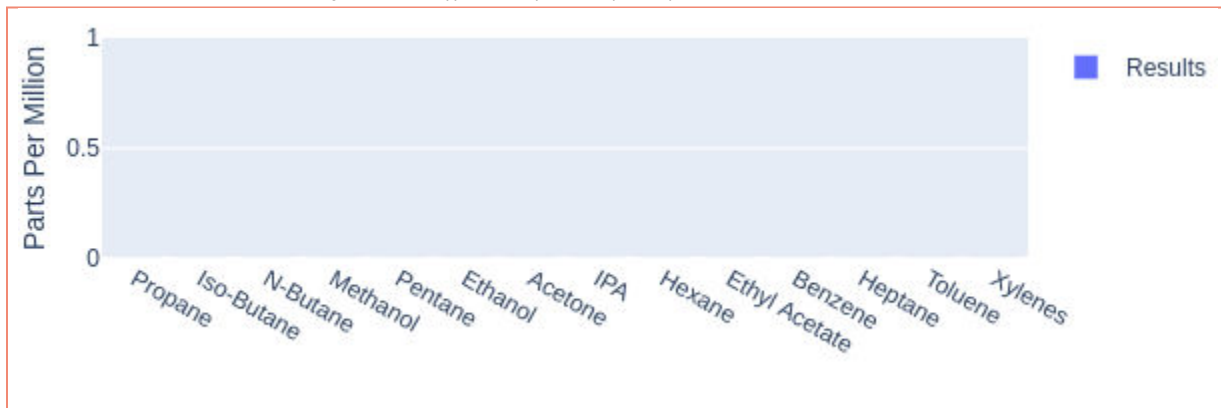 Parts Per Million
1
0.5
0
Propane
Iso-Butane
N-Butane
Methanol
Pentane
Ethanol
Acetone
IPA
Hexane
Ethyl Acetate
Benzene
Heptane
Toluene
Xylenes
Results